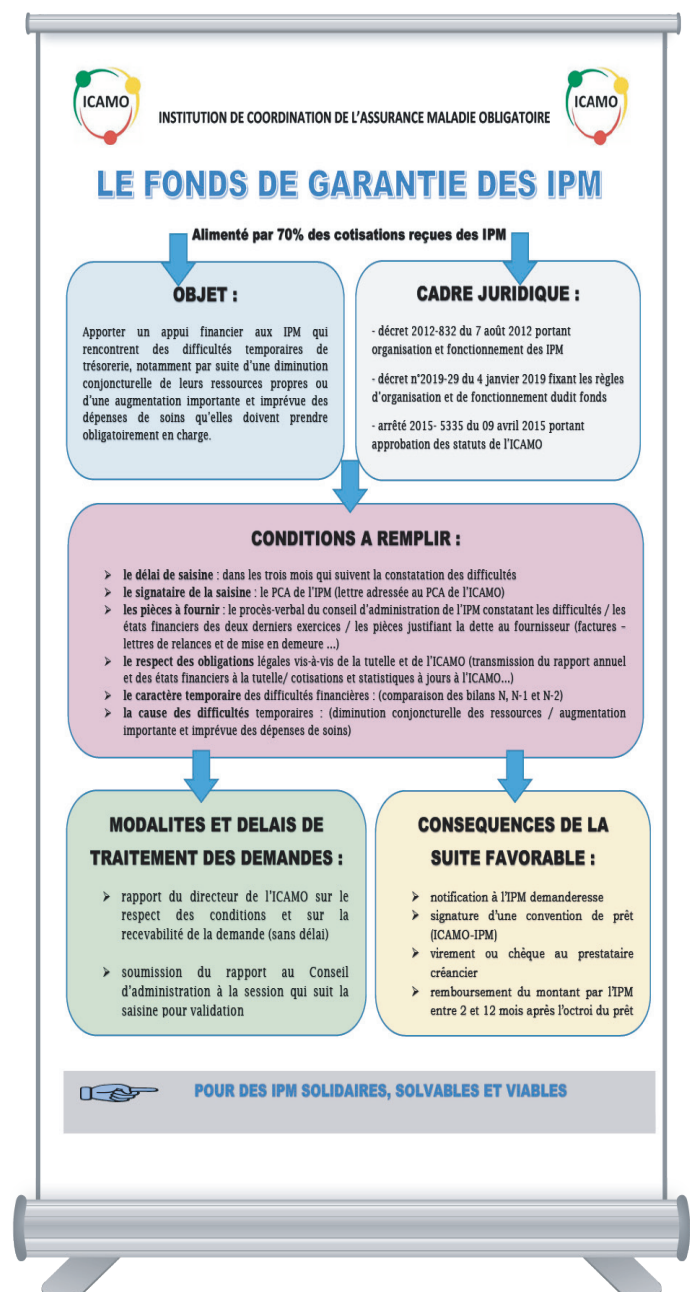 ICAMO
ICAMO
INSTITUTION DE COORDINATION DE L'ASSURANCE MALADIE OBLIGATOIRE
LE FONDS DE GARANTIE DES IPM
Alimenté par 70% des cotisations reçues des IPM
OBJET :
Apporter un appui financier aux IPM qui
rencontrent des difficultés temporaires de
trésorerie, notamment par suite d'une diminution
conjoncturelle de leurs ressources propres ou
d'une augmentation importante et imprévue des
dépenses de soins qu'elles doivent prendre
obligatoirement en charge.
CADRE JURIDIQUE :
- décret 2012-832 du 7 août 2012 portant
organisation et fonctionnement des IPM
- décret n°2019-29 du 4 janvier 2019 fixant les règles
d'organisation et de fonctionnement dudit fonds
- arrêté 2015- 5335 du 09 avril 2015 portant
approbation des statuts de l'ICAMO
CONDITIONS A REMPLIR :
➢ le délai de saisine : dans les trois mois qui suivent la constatation des difficultés
➢ le signataire de la saisine : le PCA de l'IPM (lettre adressée au PCA de l'ICAMO)
➢ les pièces à fournir : le procès-verbal du conseil d'administration de l'IPM constatant les difficultés / les
états financiers des deux derniers exercices / les pièces justifiant la dette au fournisseur (factures –
lettres de relances et de mise en demeure ...)
➢ le respect des obligations légales vis-à-vis de la tutelle et de l'ICAMO (transmission du rapport annuel
et des états financiers à la tutelle/ cotisations et statistiques à jours à l'ICAMO...)
➢ le caractère temporaire des difficultés financières : (comparaison des bilans N, N-1 et N-2)
➢ la cause des difficultés temporaires : (diminution conjoncturelle des ressources / augmentation
importante et imprévue des dépenses de soins)
MODALITES ET DELAIS DE
TRAITEMENT DES DEMANDES :
➢ rapport du directeur de l'ICAMO sur le
respect des conditions et sur la
recevabilité de la demande (sans délai)
➢ soumission du rapport au Conseil
d'administration à la session qui suit la
saisine pour validation
CONSEQUENCES DE LA
SUITE FAVORABLE :
➢ notification à l'IPM demanderesse
➢ signature d'une convention de prêt
(ICAMO-IPM)
➢ virement ou chèque au prestataire
créancier
➢ remboursement du montant par l'IPM
entre 2 et 12 mois après l'octroi du prêt
POUR DES IPM SOLIDAIRES, SOLVABLES ET VIABLES